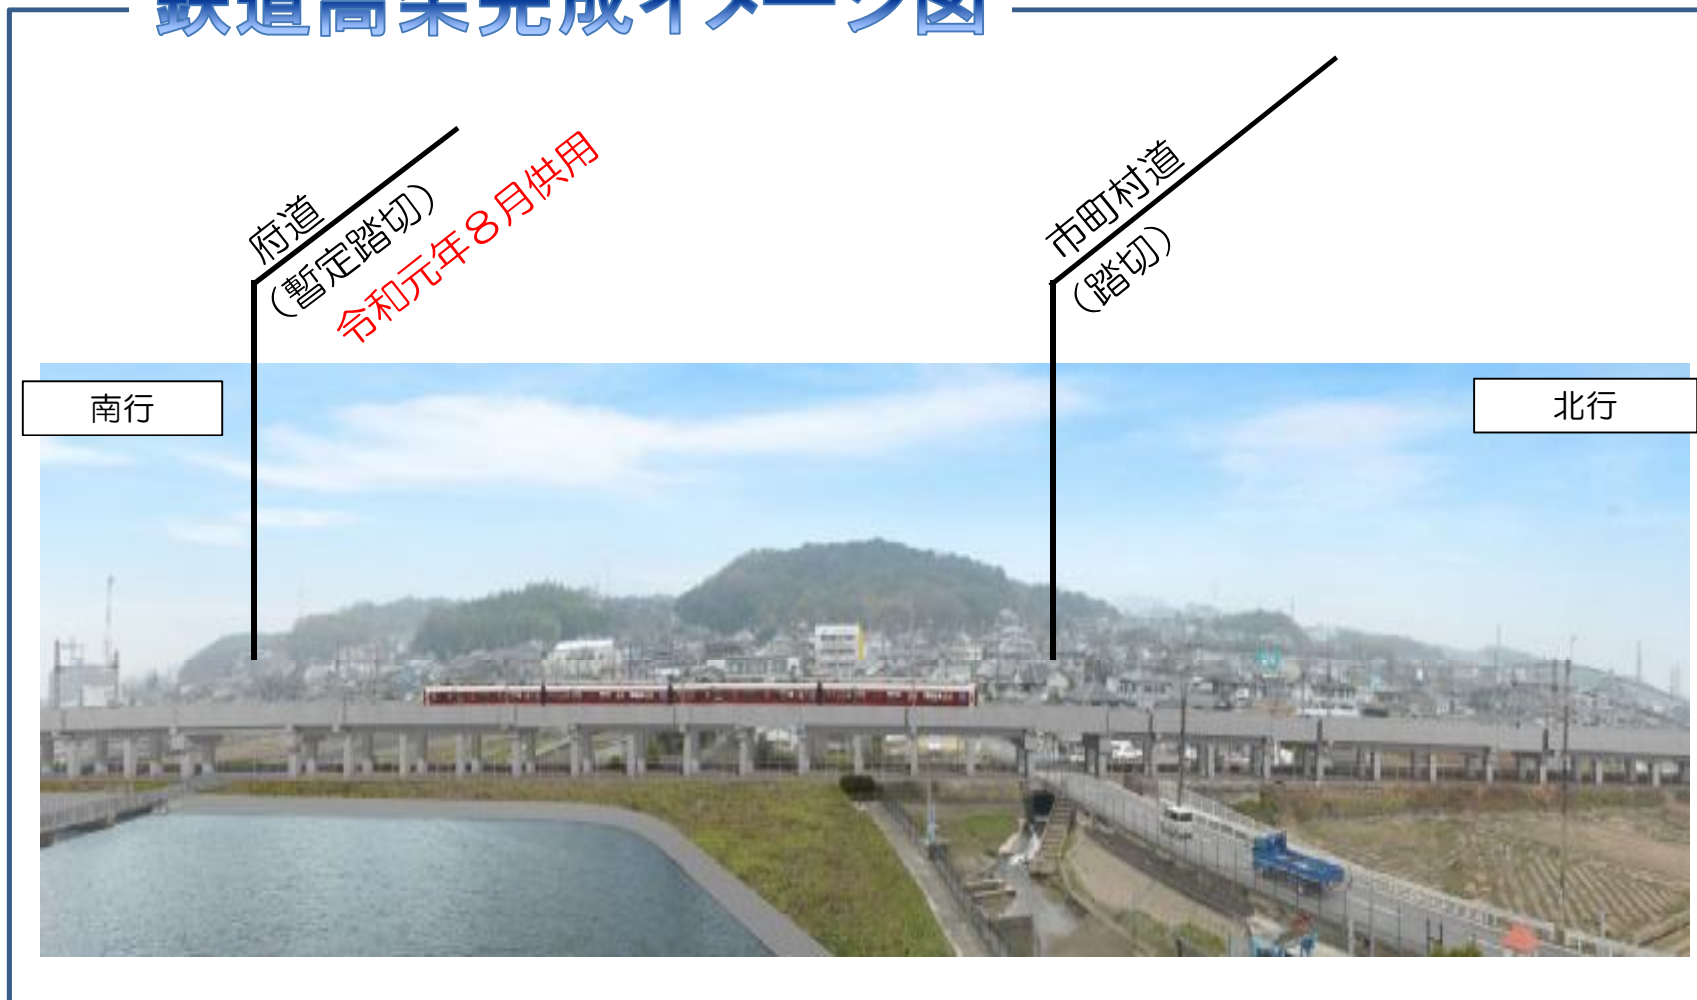 鉄道高架完成イメージ図
府道
（暫定踏切）
令和元年８月供用
市町村道
（踏切）
南行
北行